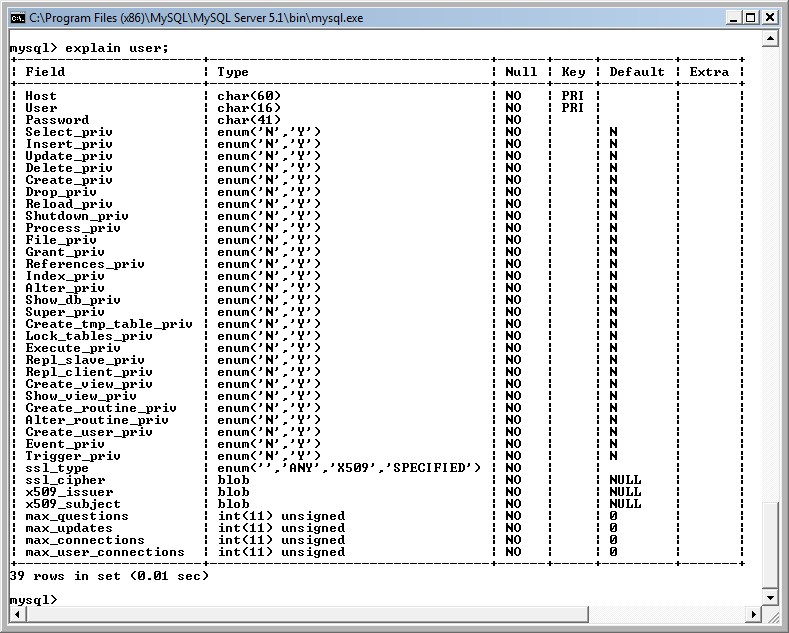 C:\Program Files (x86)\MySQL\MySQL Server 5.1\bin\mysql.exe
mysql> explain user;
+------------------------+-----------------------------------+------+-----+---------+-------+
| Field | Type | Null | Key | Default | Extra |
+------------------------+-----------------------------------+------+-----+---------+-------+
| Host | char(60) | NO | PRI | | |
| User | char(16) | NO | PRI | | |
| Password | char(41) | NO | | | |
| Select_priv | enum('N','Y') | NO | | N | |
| Insert_priv | enum('N','Y') | NO | | N | |
| Update_priv | enum('N','Y') | NO | | N | |
| Delete_priv | enum('N','Y') | NO | | N | |
| Create_priv | enum('N','Y') | NO | | N | |
| Drop_priv | enum('N','Y') | NO | | N | |
| Reload_priv | enum('N','Y') | NO | | N | |
| Shutdown_priv | enum('N','Y') | NO | | N | |
| Process_priv | enum('N','Y') | NO | | N | |
| File_priv | enum('N','Y') | NO | | N | |
| Grant_priv | enum('N','Y') | NO | | N | |
| References_priv | enum('N','Y') | NO | | N | |
| Index_priv | enum('N','Y') | NO | | N | |
| Alter_priv | enum('N','Y') | NO | | N | |
| Show_db_priv | enum('N','Y') | NO | | N | |
| Super_priv | enum('N','Y') | NO | | N | |
| Create_tmp_table_priv | enum('N','Y') | NO | | N | |
| Lock_tables_priv | enum('N','Y') | NO | | N | |
| Execute_priv | enum('N','Y') | NO | | N | |
| Repl_slave_priv | enum('N','Y') | NO | | N | |
| Repl_client_priv | enum('N','Y') | NO | | N | |
| Create_view_priv | enum('N','Y') | NO | | N | |
| Show_view_priv | enum('N','Y') | NO | | N | |
| Create_routine_priv | enum('N','Y') | NO | | N | |
| Alter_routine_priv | enum('N','Y') | NO | | N | |
| Create_user_priv | enum('N','Y') | NO | | N | |
| Event_priv | enum('N','Y') | NO | | N | |
| Trigger_priv | enum('N','Y') | NO | | N | |
| ssl_type | enum('','ANY','X509','SPECIFIED') | NO | | | |
| ssl_cipher | blob | NO | | NULL | |
| x509_issuer | blob | NO | | NULL | |
| x509_subject | blob | NO | | NULL | |
| max_questions | int(11) unsigned | NO | | 0 | |
| max_updates | int(11) unsigned | NO | | 0 | |
| max_connections | int(11) unsigned | NO | | 0 | |
| max_user_connections | int(11) unsigned | NO | | 0 | |
+------------------------+-----------------------------------+------+-----+---------+-------+
39 rows in set (0.01 sec)
mysql>